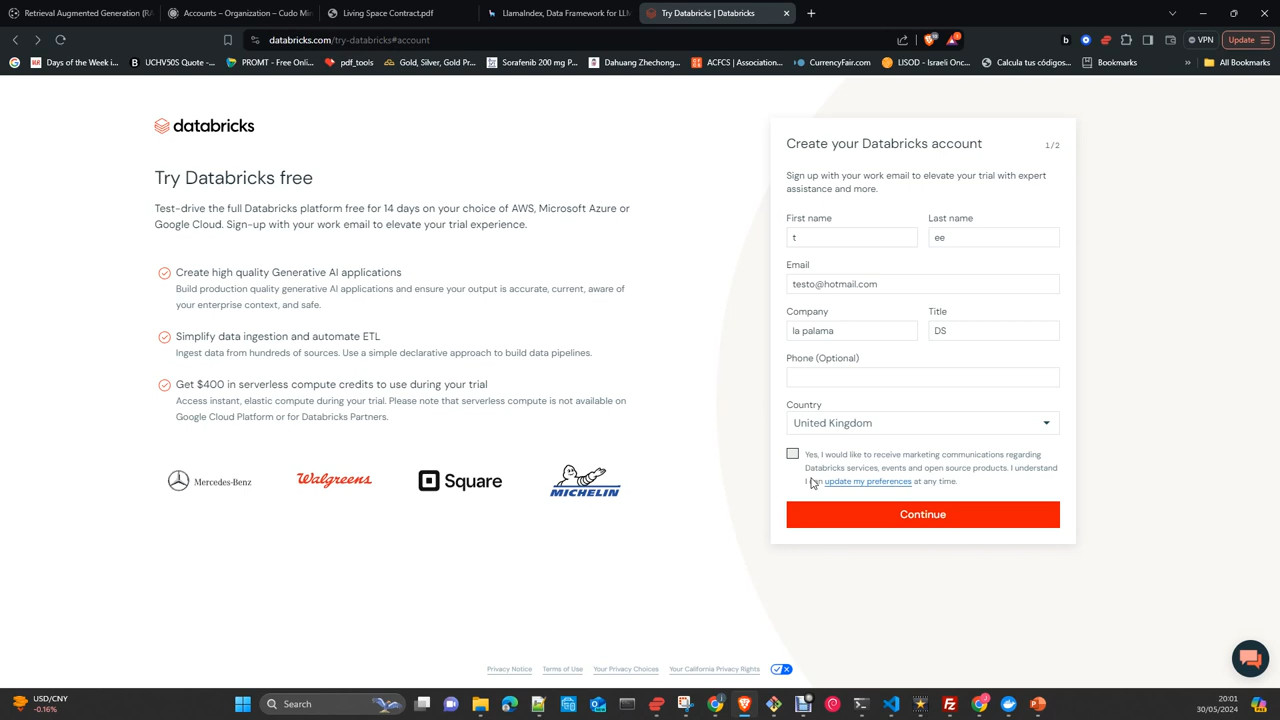 Retrieval Augmented Generation (RA
Accounts – Organization – Cudo Mi
Living Space Contract.pdf
LlamaIndex, Data Framework for LLM
Try Databricks | Databricks
databricks.com/try-databricks#account
VPN
Update
Days of the Week i...
UCHV50S Quote -...
PROMT - Free Onli...
pdf_tools
Gold, Silver, Gold Pr...
Sorafenib 200 mg P...
Dahuang Zhechong...
ACFCS | Association...
CurrencyFair...
LISOD - Israeli Onc...
Calcula tus códigos...
Bookmarks
All Bookmarks
databricks
Try Databricks free
Test-drive the full Databricks platform free for 14 days on your choice of AWS, Microsoft Azure or
Google Cloud. Sign-up with your work email to elevate your trial experience.
Create high quality Generative AI applications
Build production quality generative AI applications and ensure your output is accurate, current, aware of
your enterprise context, and safe.
Simplify data ingestion and automate ETL
Ingest data from hundreds of sources. Use a simple declarative approach to build data pipelines.
Get $400 in serverless compute credits to use during your trial
Access instant, elastic compute during your trial. Please note that serverless compute is not available on
Google Cloud Platform or for Databricks Partners.
Mercedes-Benz
Walgreens
Square
MICHELIN
Create your Databricks account
1/2
Sign up with your work email to elevate your trial with expert
assistance and more.
First name
Last name
t
ee
Email
testo@hotmail.com
Company
Title
la palama
DS
Phone (Optional)
Country
United Kingdom
Yes, I would like to receive marketing communications regarding
Databricks services, events and open source products. I understand
I can update my preferences at any time.
Continue
Privacy Notice
Terms of Use
Your Privacy Choices
Your California Privacy Rights
USD/CNY
-0.16%
Search
20:01
30/05/2024